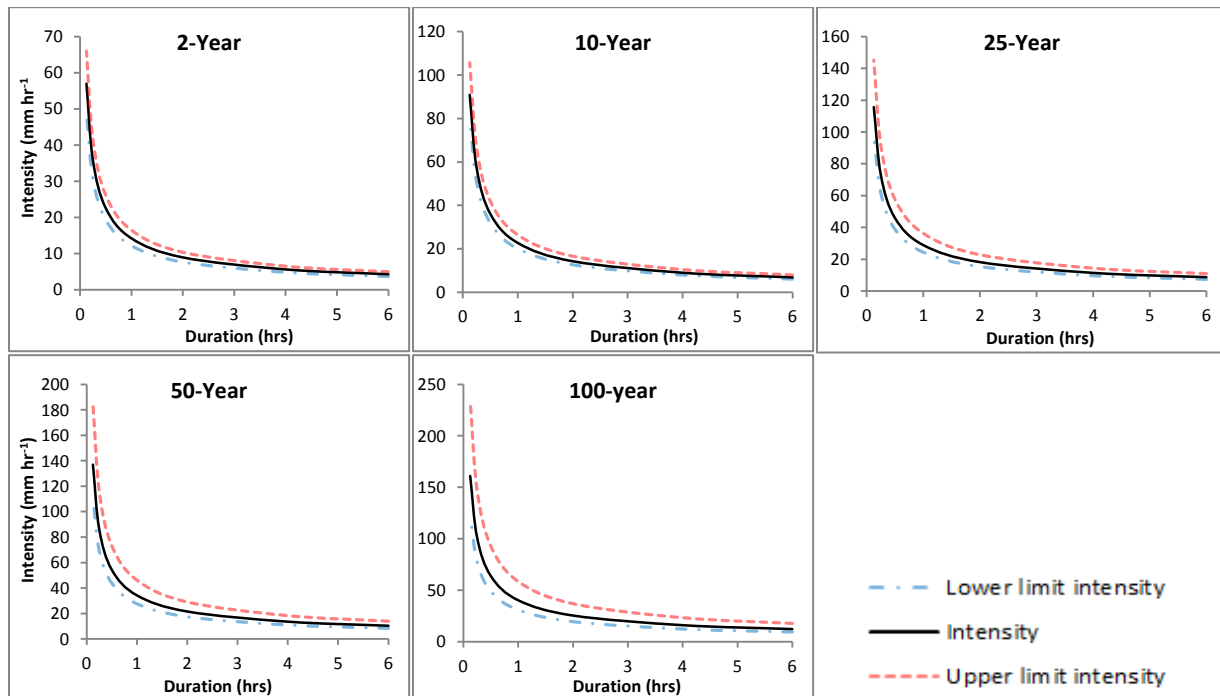 2-Year
Intensity (mm hr⁻¹)
70
60
50
40
30
20
10
0
0 1 2 3 4 5 6
Duration (hrs)
10-Year
120
100
80
60
40
20
0
0 1 2 3 4 5 6
Duration (hrs)
25-Year
160
140
120
100
80
60
40
20
0
0 1 2 3 4 5 6
Duration (hrs)
50-Year
Intensity (mm hr⁻¹)
200
180
160
140
120
100
80
60
40
20
0
0 1 2 3 4 5 6
Duration (hrs)
100-year
250
200
150
100
50
0
0 1 2 3 4 5 6
Duration (hrs)
Lower limit intensity
Intensity
Upper limit intensity